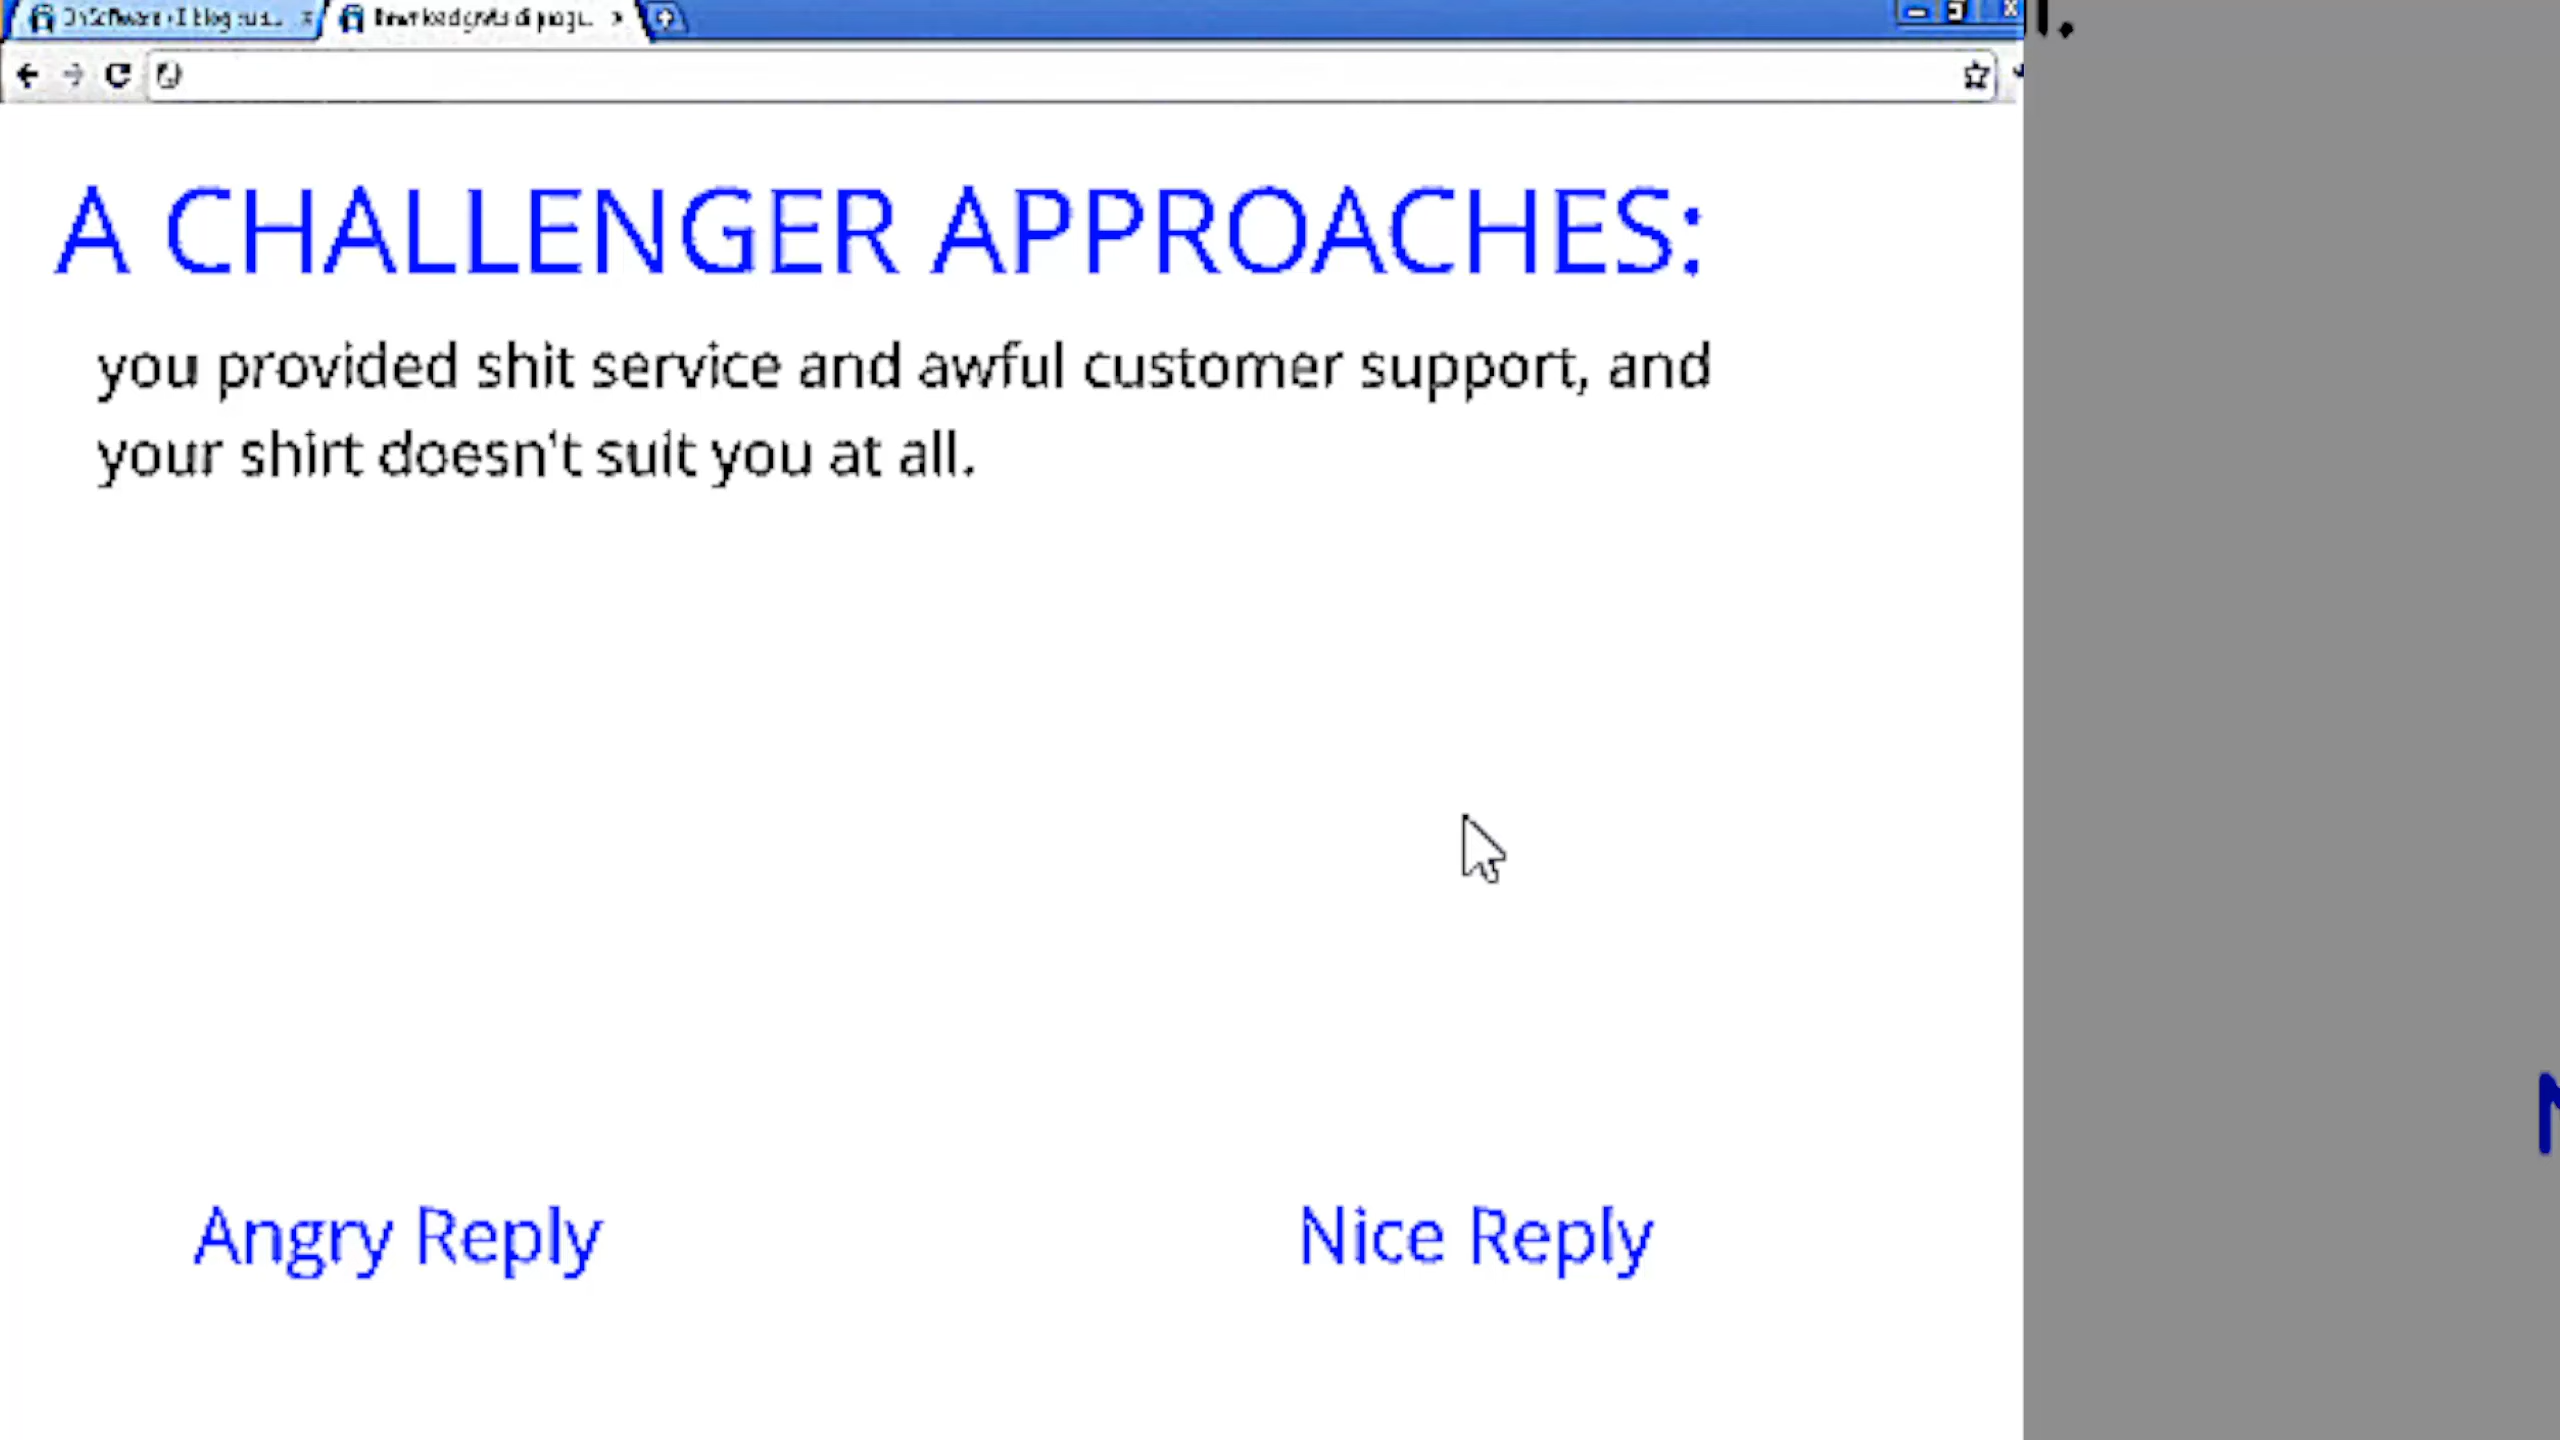 A CHALLENGER APPROACHES:
you provided shit service and awful customer support, and
your shirt doesn't suit you at all.
Angry Reply
Nice Reply